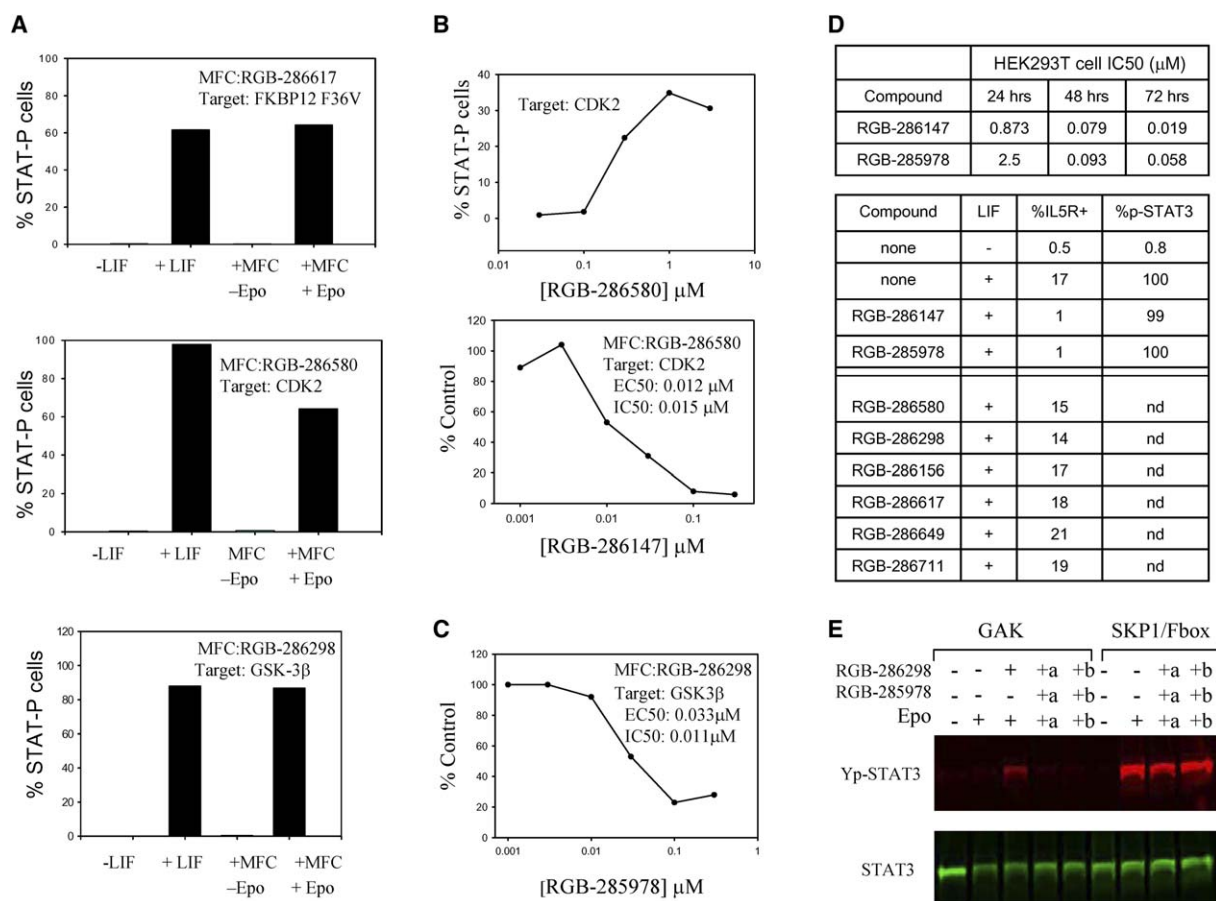 A
% STAT-P cells
100
80
60
40
20
0
MFC:RGB-286617
Target: FKBP12 F36V
-LIF + LIF +MFC +MFC
–Epo + Epo
% STAT-P cells
100
80
60
40
20
0
MFC:RGB-286580
Target: CDK2
-LIF + LIF MFC +MFC
–Epo + Epo
% STAT-P cells
120
100
80
60
40
20
0
MFC:RGB-286298
Target: GSK-3β
-LIF + LIF +MFC +MFC
–Epo + Epo
B
% STAT-P cells
40
30
20
10
0
Target: CDK2
0.01 0.1 1 10
[RGB-286580] μM
% Control
120
100
80
60
40
20
0
MFC:RGB-286580
Target: CDK2
EC50: 0.012 μM
IC50: 0.015 μM
0.001 0.01 0.1
[RGB-286147] μM
C
% Control
120
100
80
60
40
20
0
MFC:RGB-286298
Target: GSK3β
EC50: 0.033μM
IC50: 0.011μM
0.001 0.01 0.1 1
[RGB-285978] μM
D
HEK293T cell IC50 (μM)
Compound 24 hrs 48 hrs 72 hrs
RGB-286147 0.873 0.079 0.019
RGB-285978 2.5 0.093 0.058
Compound LIF %IL5R+ %p-STAT3
none - 0.5 0.8
none + 17 100
RGB-286147 + 1 99
RGB-285978 + 1 100
RGB-286580 + 15 nd
RGB-286298 + 14 nd
RGB-286156 + 17 nd
RGB-286617 + 18 nd
RGB-286649 + 21 nd
RGB-286711 + 19 nd
E
GAK SKP1/Fbox
RGB-286298 - - + +a +b - - +a +b
RGB-285978 +a +b +a +b
Epo - + + +a +b - + +a +b
Yp-STAT3
STAT3